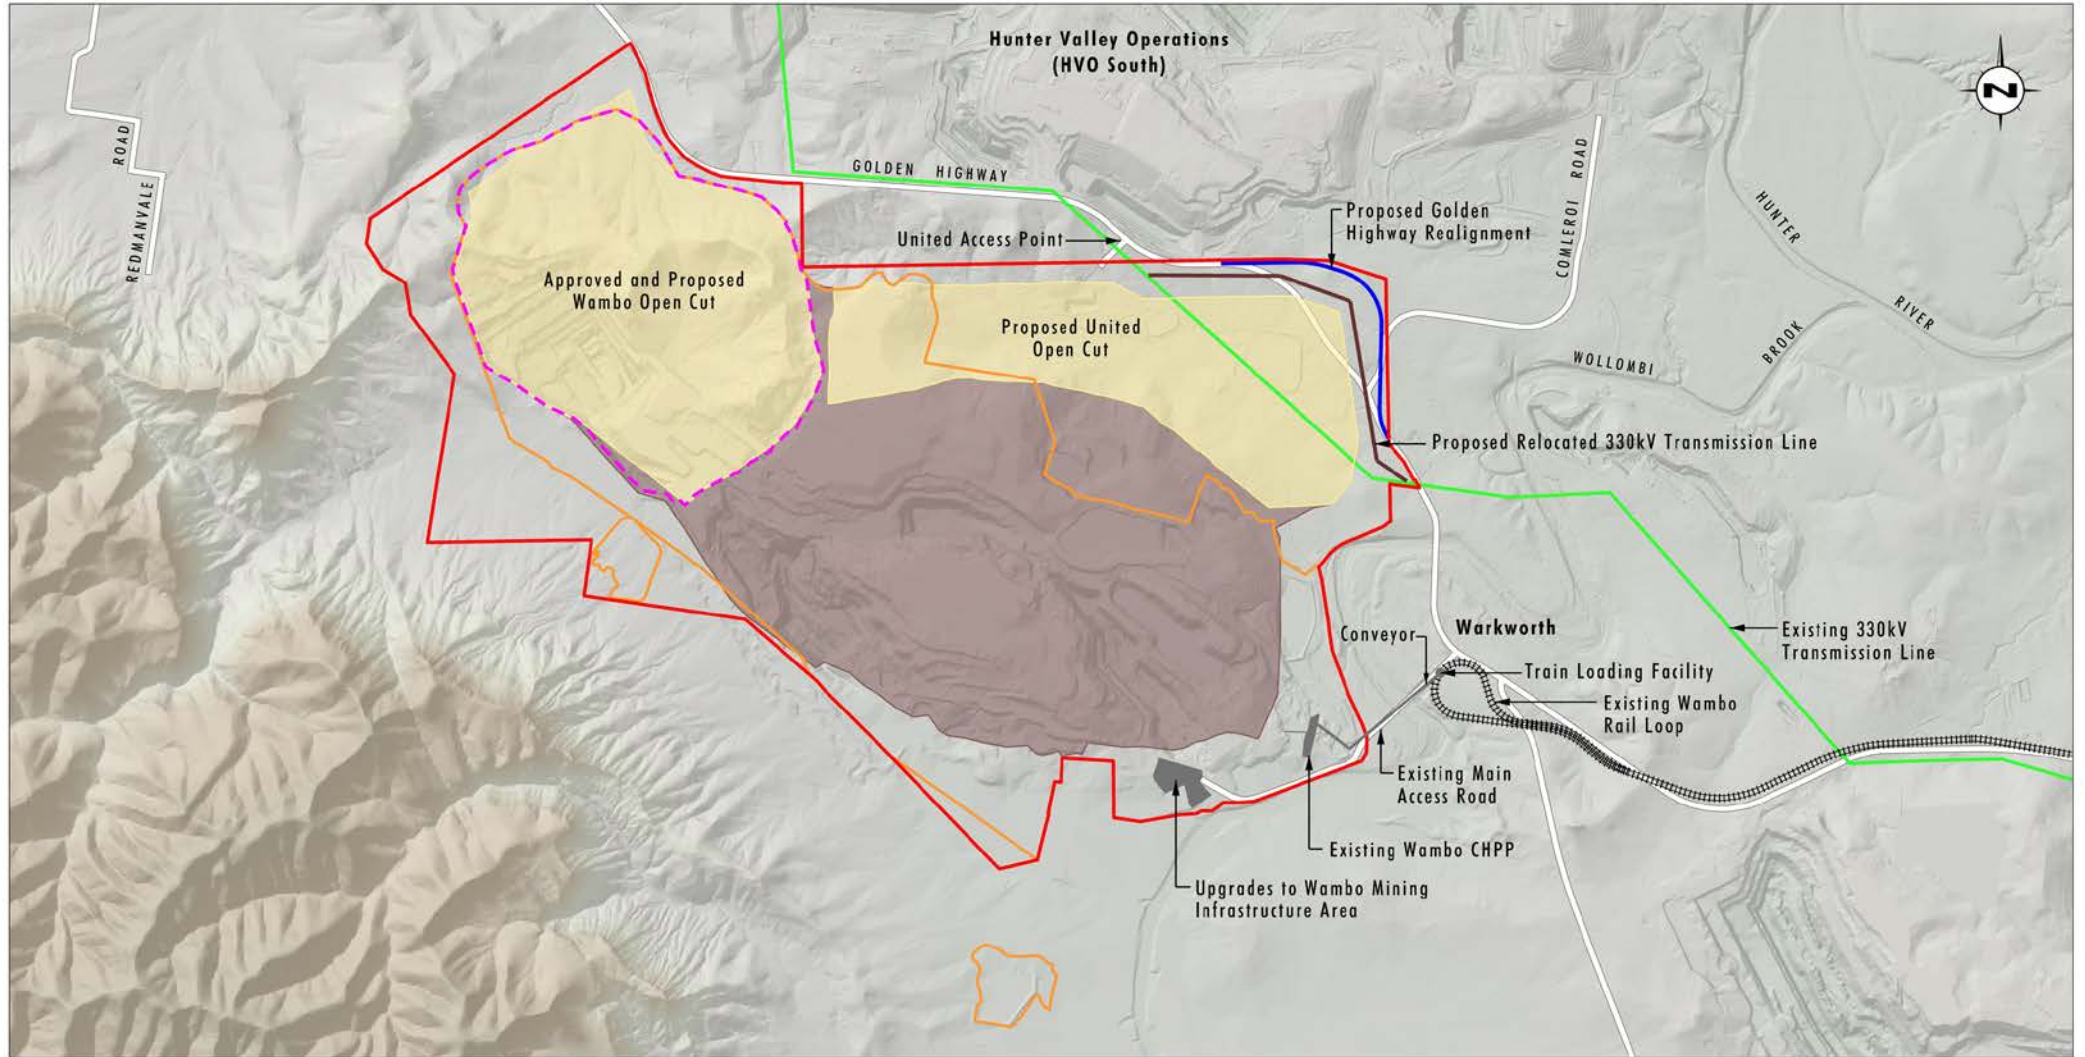 Hunter Valley Operations
(HVO South)
N
ROAD
REDMANVALE
GOLDEN HIGHWAY
COMLEROI ROAD
HUNTER
RIVER
United Access Point
Proposed Golden
Highway Realignment
Approved and Proposed
Wambo Open Cut
Proposed United
Open Cut
WOLLOMBI
BROOK
Proposed Relocated 330kV Transmission Line
Conveyor
Warkworth
Existing 330kV
Transmission Line
Train Loading Facility
Existing Wambo
Rail Loop
Existing Main
Access Road
Existing Wambo CHPP
Upgrades to Wambo Mining
Infrastructure Area